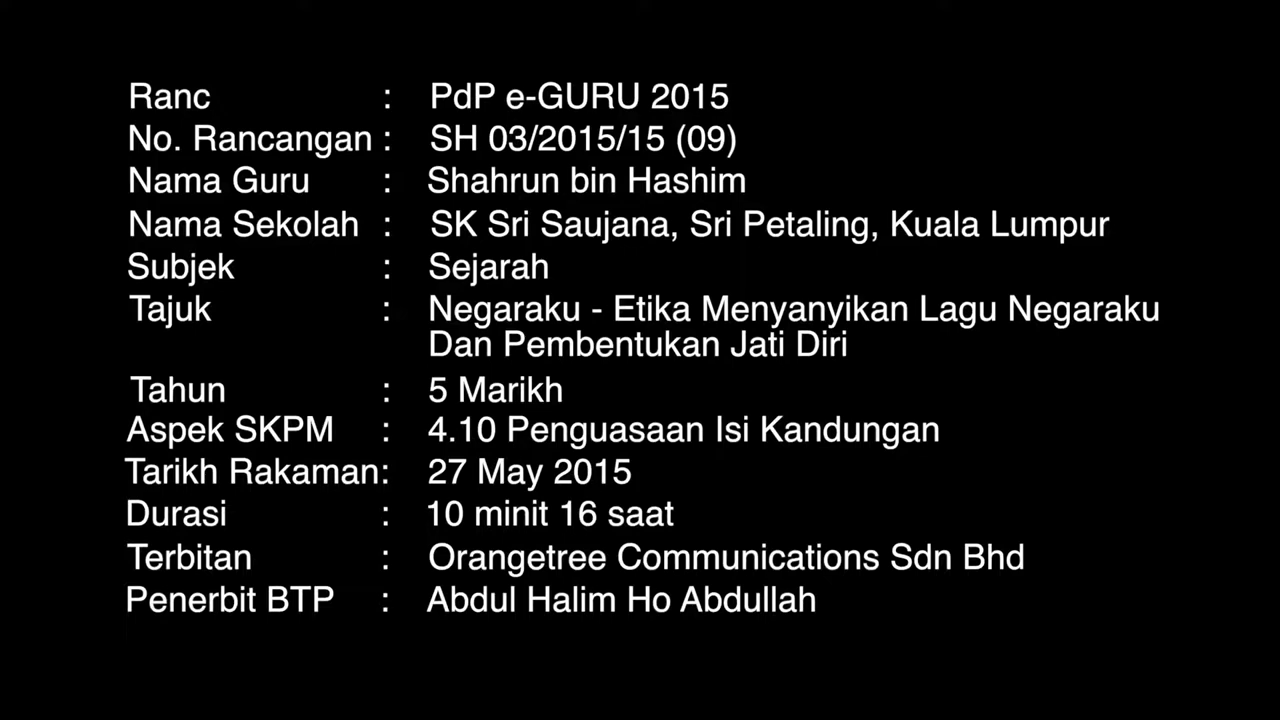 Ranc : PdP e-GURU 2015
No. Rancangan : SH 03/2015/15 (09)
Nama Guru : Shahrun bin Hashim
Nama Sekolah : SK Sri Saujana, Sri Petaling, Kuala Lumpur
Subjek : Sejarah
Tajuk : Negaraku - Etika Menyanyikan Lagu Negaraku
Dan Pembentukan Jati Diri
Tahun : 5 Marikh
Aspek SKPM : 4.10 Penguasaan Isi Kandungan
Tarikh Rakaman: 27 May 2015
Durasi : 10 minit 16 saat
Terbitan : Orangetree Communications Sdn Bhd
Penerbit BTP : Abdul Halim Ho Abdullah